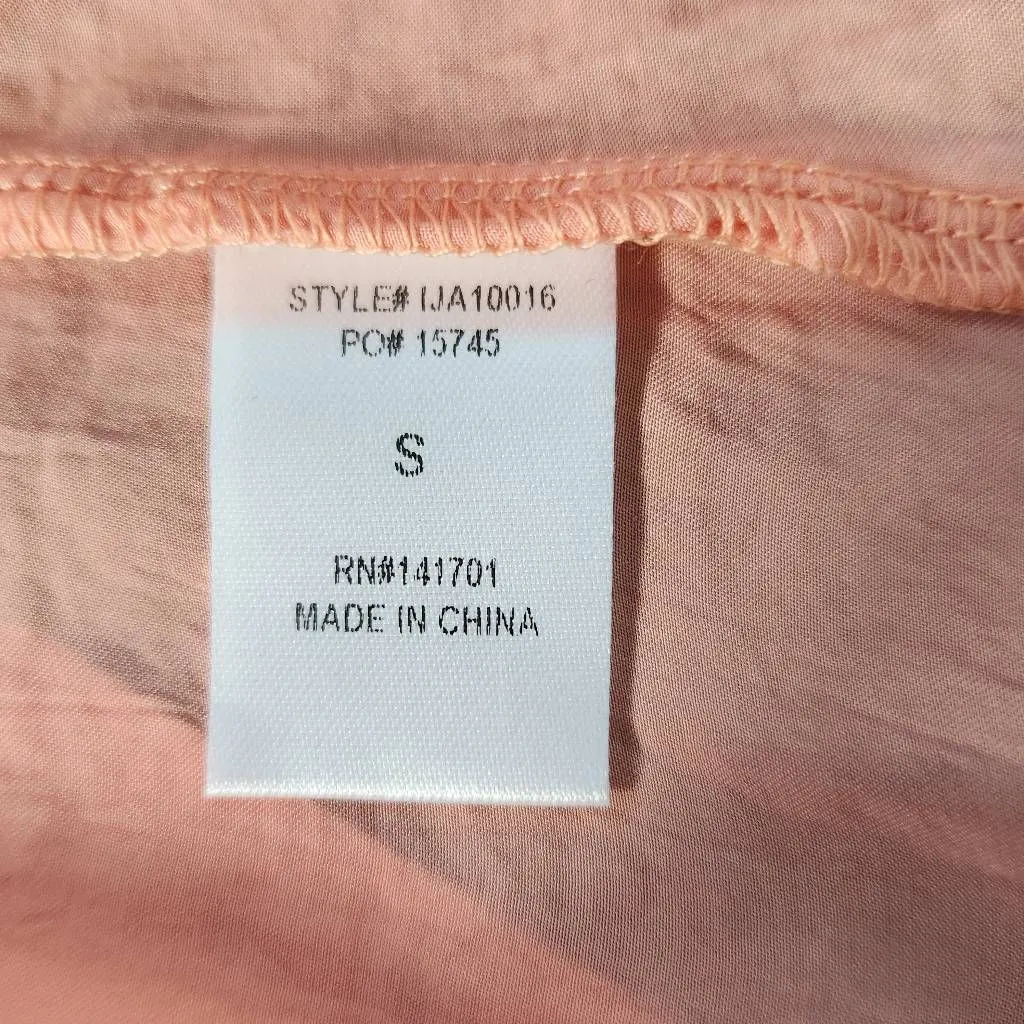 STYLE# IJA10016
PO# 15745
S
RN#141701
MADE IN CHINA